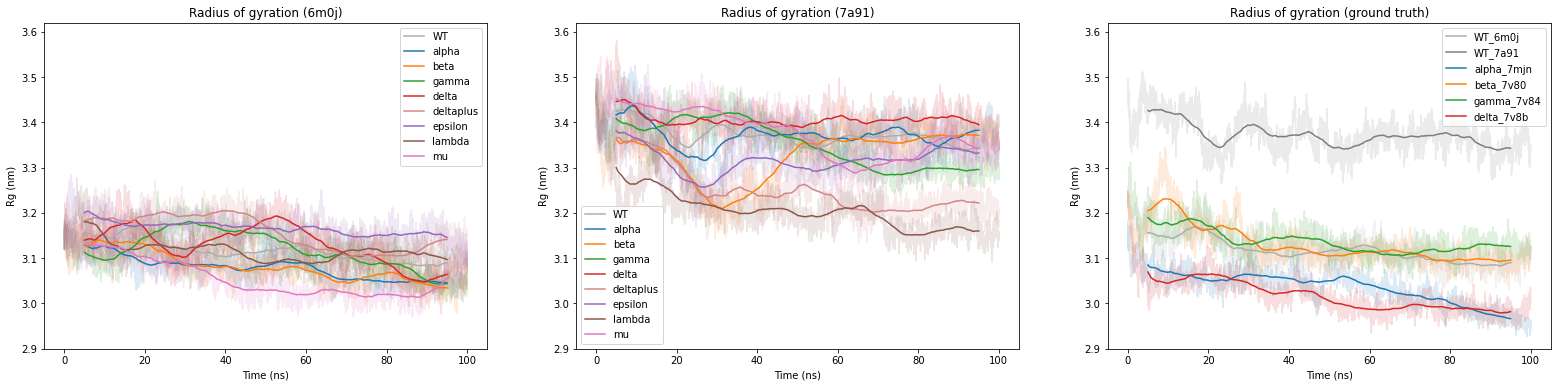 Radius of gyration (6m0j)
3.6
3.5
3.4
3.3
3.2
3.1
3.0
2.9
Rg (nm)
0
20
40
60
80
100
Time (ns)
WT
alpha
beta
gamma
delta
deltaplus
epsilon
lambda
mu
Radius of gyration (7a91)
3.6
3.5
3.4
3.3
3.2
3.1
3.0
2.9
Rg (nm)
0
20
40
60
80
100
Time (ns)
WT
alpha
beta
gamma
delta
deltaplus
epsilon
lambda
mu
Radius of gyration (ground truth)
3.6
3.5
3.4
3.3
3.2
3.1
3.0
2.9
Rg (nm)
0
20
40
60
80
100
Time (ns)
WT_6m0j
WT_7a91
alpha_7mjn
beta_7v80
gamma_7v84
delta_7v8b